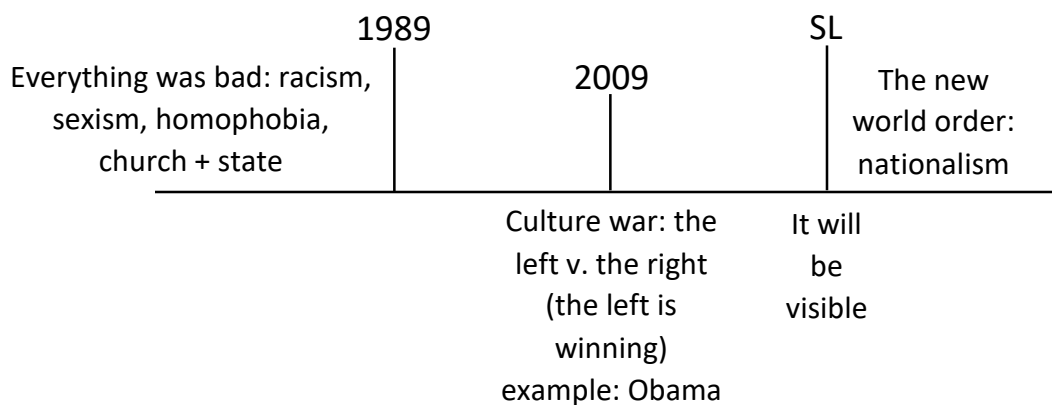 1989
SL
Everything was bad: racism,
sexism, homophobia,
church + state
2009
The new
world order:
nationalism
Culture war: the
left v. the right
(the left is
winning)
example: Obama
It will
be
visible